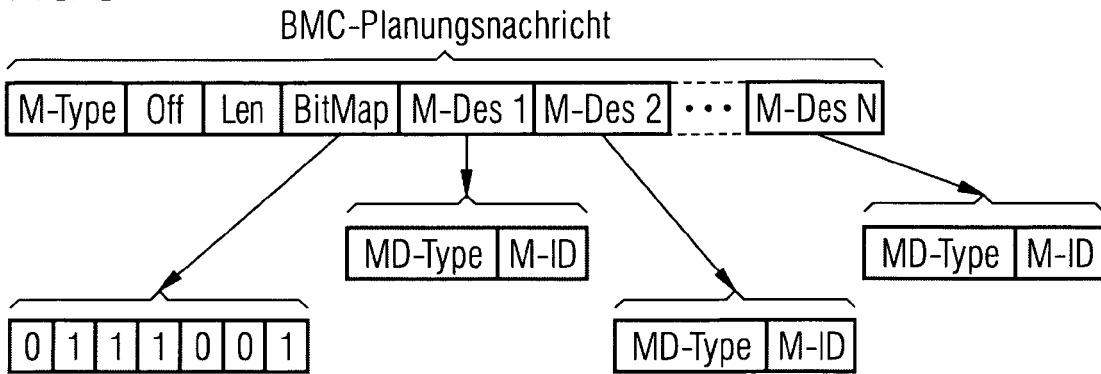 BMC-Planungsnachricht
M-Type Off Len BitMap M-Des 1 M-Des 2 ••• M-Des N
MD-Type M-ID MD-Type M-ID
0 1 1 1 0 0 1 MD-Type M-ID